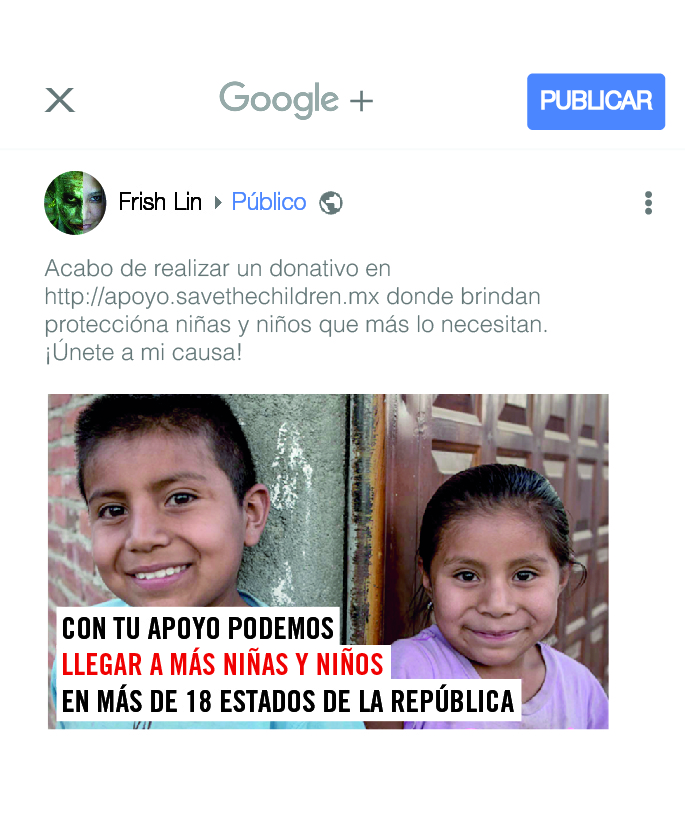 Google +
PUBLICAR
Frish Lin Público
Acabo de realizar un donativo en
http://apoyo.savethechildren.mx donde brindan
proteccióna niñas y niños que más lo necesitan.
¡Únete a mi causa!
CON TU APOYO PODEMOS
LLEGAR A MÁS NIÑAS Y NIÑOS
EN MÁS DE 18 ESTADOS DE LA REPÚBLICA